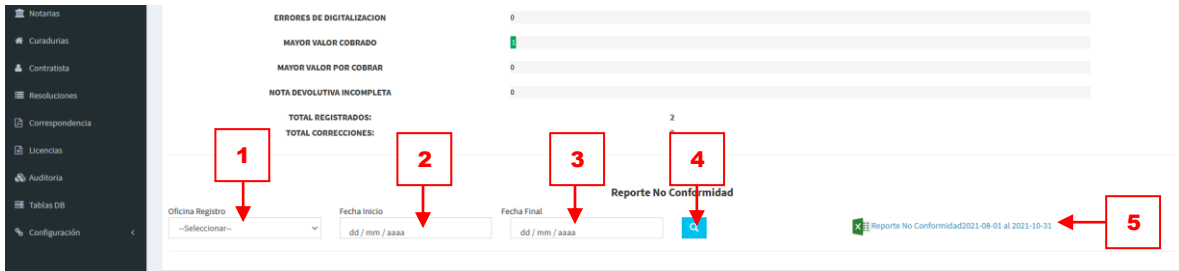 Notarias
Curadurias
Contratista
Resoluciones
Correspondencia
Licencias
Auditoria
Tablas DB
Configuración
ERRORES DE DIGITALIZACION 0
MAYOR VALOR COBRADO 1
MAYOR VALOR POR COBRAR 0
NOTA DEVOLUTIVA INCOMPLETA 0
TOTAL REGISTRADOS: 2
TOTAL CORRECCIONES:
1
2
3
4
Reporte No Conformidad
Oficina Registro
--Seleccionar--
Fecha Inicio
dd / mm / aaaa
Fecha Final
dd / mm / aaaa
Reporte No Conformidad2021-08-01 al 2021-10-31
5